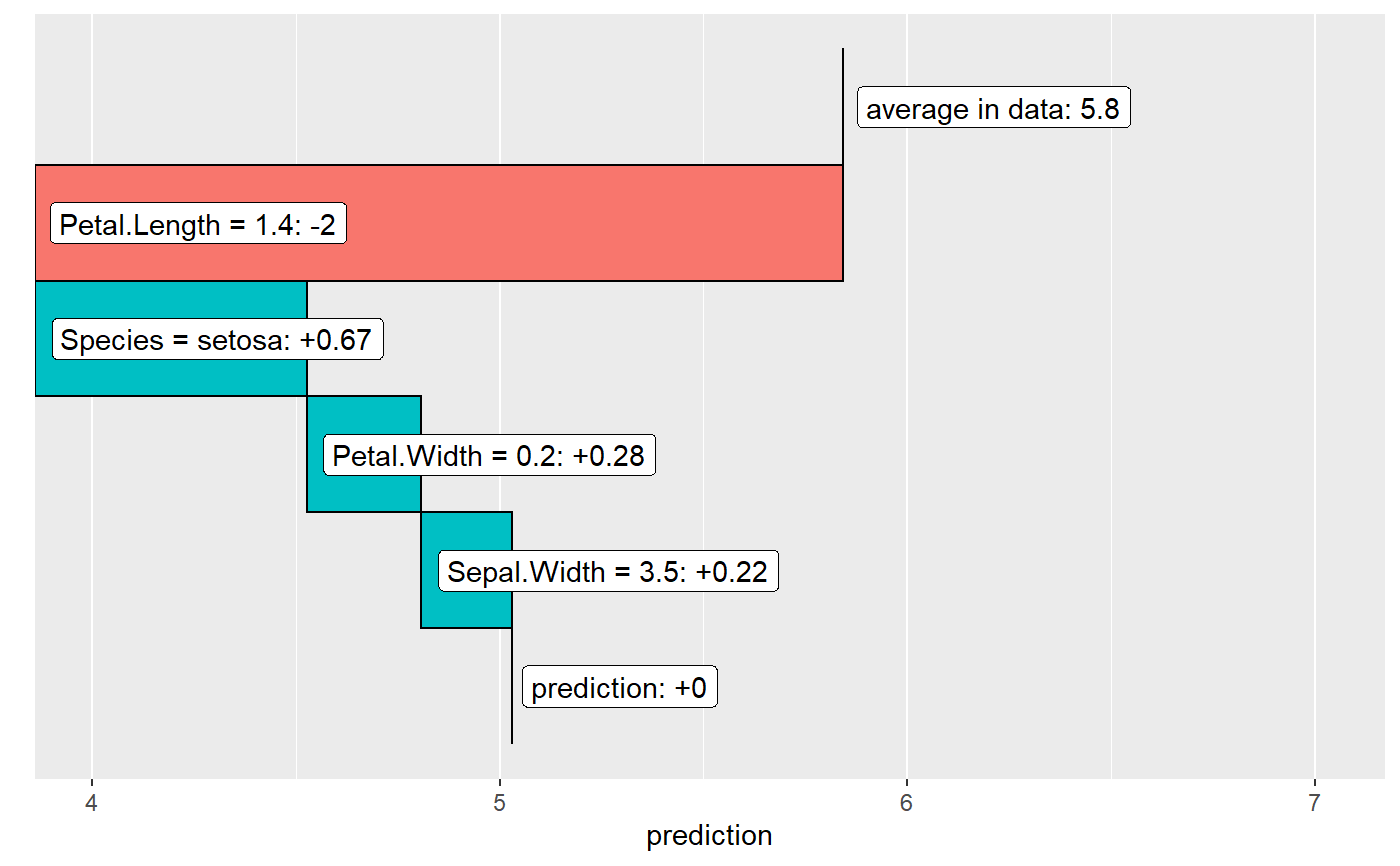 average in data: 5.8
Petal.Length = 1.4: -2
Species = setosa: +0.67
Petal.Width = 0.2: +0.28
Sepal.Width = 3.5: +0.22
prediction: +0
4 5 6 7
prediction